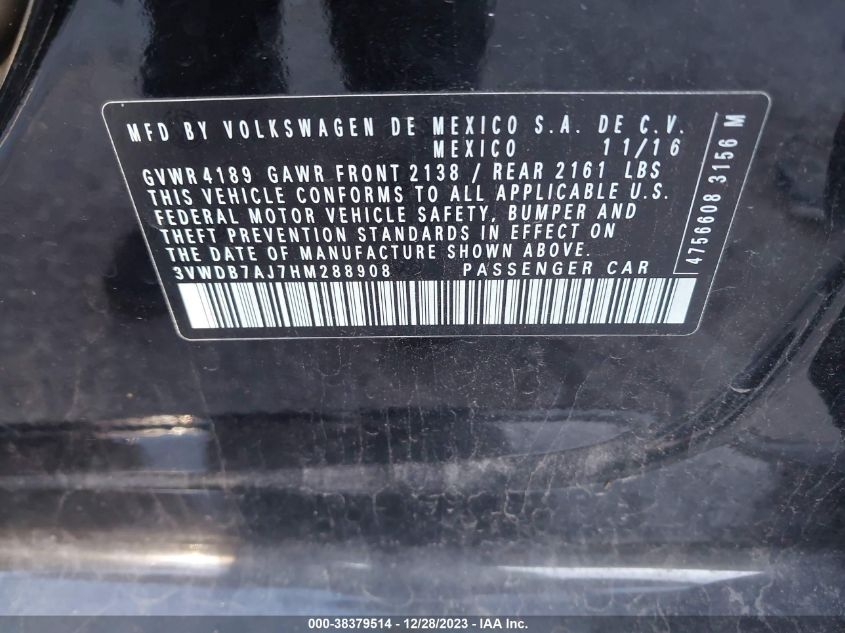 MFD BY VOLKSWAGEN DE MEXICO S.A. DE C.V.
MEXICO 11/16
GVWR 4189 GAWR FRONT 2138 / REAR 2161 LBS
THIS VEHICLE CONFORMS TO ALL APPLICABLE U.S.
FEDERAL MOTOR VEHICLE SAFETY, BUMPER AND
THEFT PREVENTION STANDARDS IN EFFECT ON
THE DATE OF MANUFACTURE SHOWN ABOVE.
3VWDB7AJ7HM288908 PASSENGER CAR
4756608 3156 M
000-38379514 - 12/28/2023 - IAA Inc.